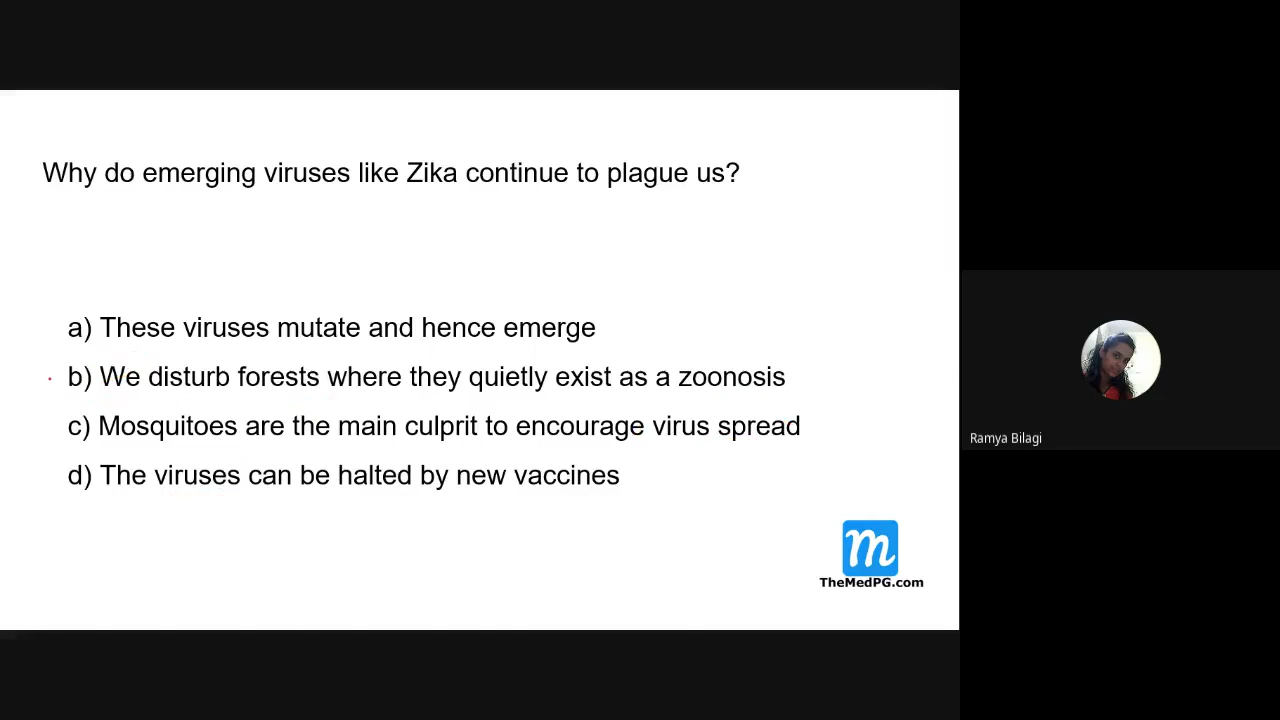 Why do emerging viruses like Zika continue to plague us?
a) These viruses mutate and hence emerge
b) We disturb forests where they quietly exist as a zoonosis
c) Mosquitoes are the main culprit to encourage virus spread
d) The viruses can be halted by new vaccines
m
TheMedPG.com
Ramya Bilagi